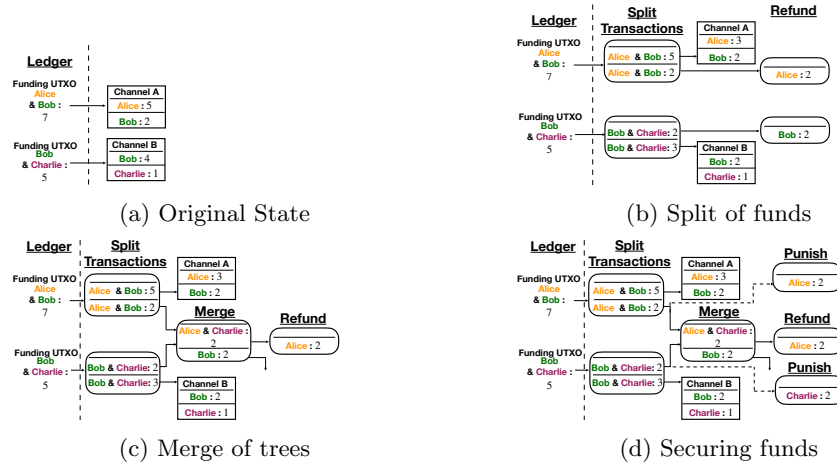 Ledger
Funding UTXO
Alice
& Bob :
7
Channel A
Alice : 5
Bob : 2
Funding UTXO
Bob
& Charlie :
5
Channel B
Bob : 4
Charlie : 1
(a) Original State
Ledger
Split
Transactions
Refund
Funding UTXO
Alice
& Bob :
7
Alice & Bob : 5
Alice & Bob : 2
Channel A
Alice : 3
Bob : 2
Alice : 2
Funding UTXO
Bob
& Charlie :
5
Bob & Charlie: 2
Bob & Charlie: 3
Bob : 2
Channel B
Bob : 2
Charlie : 1
(b) Split of funds
Ledger
Split
Transactions
Funding UTXO
Alice
& Bob :
7
Alice & Bob : 5
Alice & Bob : 2
Channel A
Alice : 3
Bob : 2
Merge
Alice & Charlie :
2
Bob : 2
Refund
Alice : 2
Funding UTXO
Bob
& Charlie :
5
Bob & Charlie: 2
Bob & Charlie: 3
Channel B
Bob : 2
Charlie : 1
(c) Merge of trees
Ledger
Split
Transactions
Punish
Funding UTXO
Alice
& Bob :
7
Alice & Bob : 5
Alice & Bob : 2
Channel A
Alice : 3
Bob : 2
Alice : 2
Merge
Alice & Charlie :
2
Bob : 2
Refund
Alice : 2
Funding UTXO
Bob
& Charlie :
5
Bob & Charlie: 2
Bob & Charlie: 3
Channel B
Bob : 2
Charlie : 1
Punish
Charlie : 2
(d) Securing funds